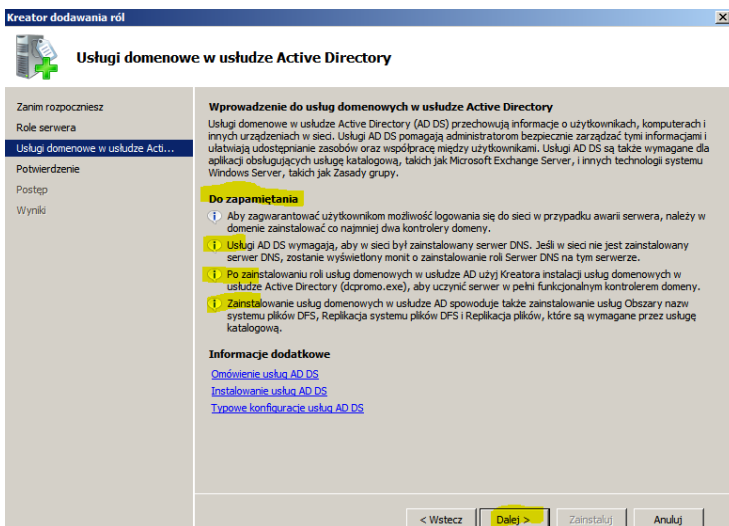 Kreator dodawania ról
Usługi domenowe w usłudze Active Directory
Zanim rozpoczniesz
Role serwera
Usługi domenowe w usłudze Acti...
Potwierdzenie
Postęp
Wyniki
Wprowadzenie do usług domenowych w usłudze Active Directory
Usługi domenowe w usłudze Active Directory (AD DS) przechowują informacje o użytkownikach, komputerach i
innych urządzeniach w sieci. Usługi AD DS pomagają administratorom bezpiecznie zarządzać tymi informacjami i
ułatwiają udostępnianie zasobów oraz współpracę między użytkownikami. Usługi AD DS są także wymagane dla
aplikacji obsługujących usługę katalogową, takich jak Microsoft Exchange Server, i innych technologii systemu
Windows Server, takich jak Zasady grupy.
Do zapamiętania
Aby zagwarantować użytkownikom możliwość logowania się do sieci w przypadku awarii serwera, należy w
domenie zainstalować co najmniej dwa kontrolery domeny.
Usługi AD DS wymagają, aby w sieci był zainstalowany serwer DNS. Jeśli w sieci nie jest zainstalowany
serwer DNS, zostanie wyświetlony monit o zainstalowanie roli Serwer DNS na tym serwerze.
Po zainstalowaniu roli usług domenowych w usłudze AD użyj Kreatora instalacji usług domenowych w
usłudze Active Directory (dcpromo.exe), aby uczynić serwer w pełni funkcjonalnym kontrolerem domeny.
Zainstalowanie usług domenowych w usłudze AD spowoduje także zainstalowanie usług Obszary nazw
systemu plików DFS, Replikacja systemu plików DFS i Replikacja plików, które są wymagane przez usługę
katalogową.
Informacje dodatkowe
Omówienie usług AD DS
Instalowanie usług AD DS
Typowe konfiguracje usług AD DS
< Wstecz
Dalej >
Zainstaluj
Anuluj